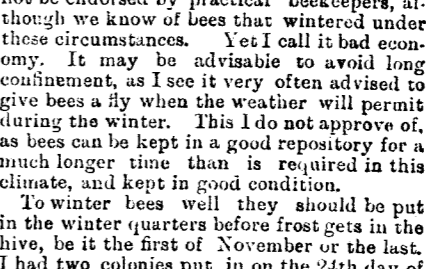 not be endorsed by practical beekeepers, al-
though we know of bees that wintered under
these circumstances. Yet I call it bad econ-
omy. It may be advisable to avoid long
confinement, as I see it very often advised to
give bees a fly when the weather will permit
during the winter. This I do not approve of,
as bees can be kept in a good repository for a
much longer time than is required in this
climate, and kept in good condition.
To winter bees well they should be put
in the winter quarters before frost gets in the
hive, be it the first of November or the last.
I had two colonies put in on the 24th day of